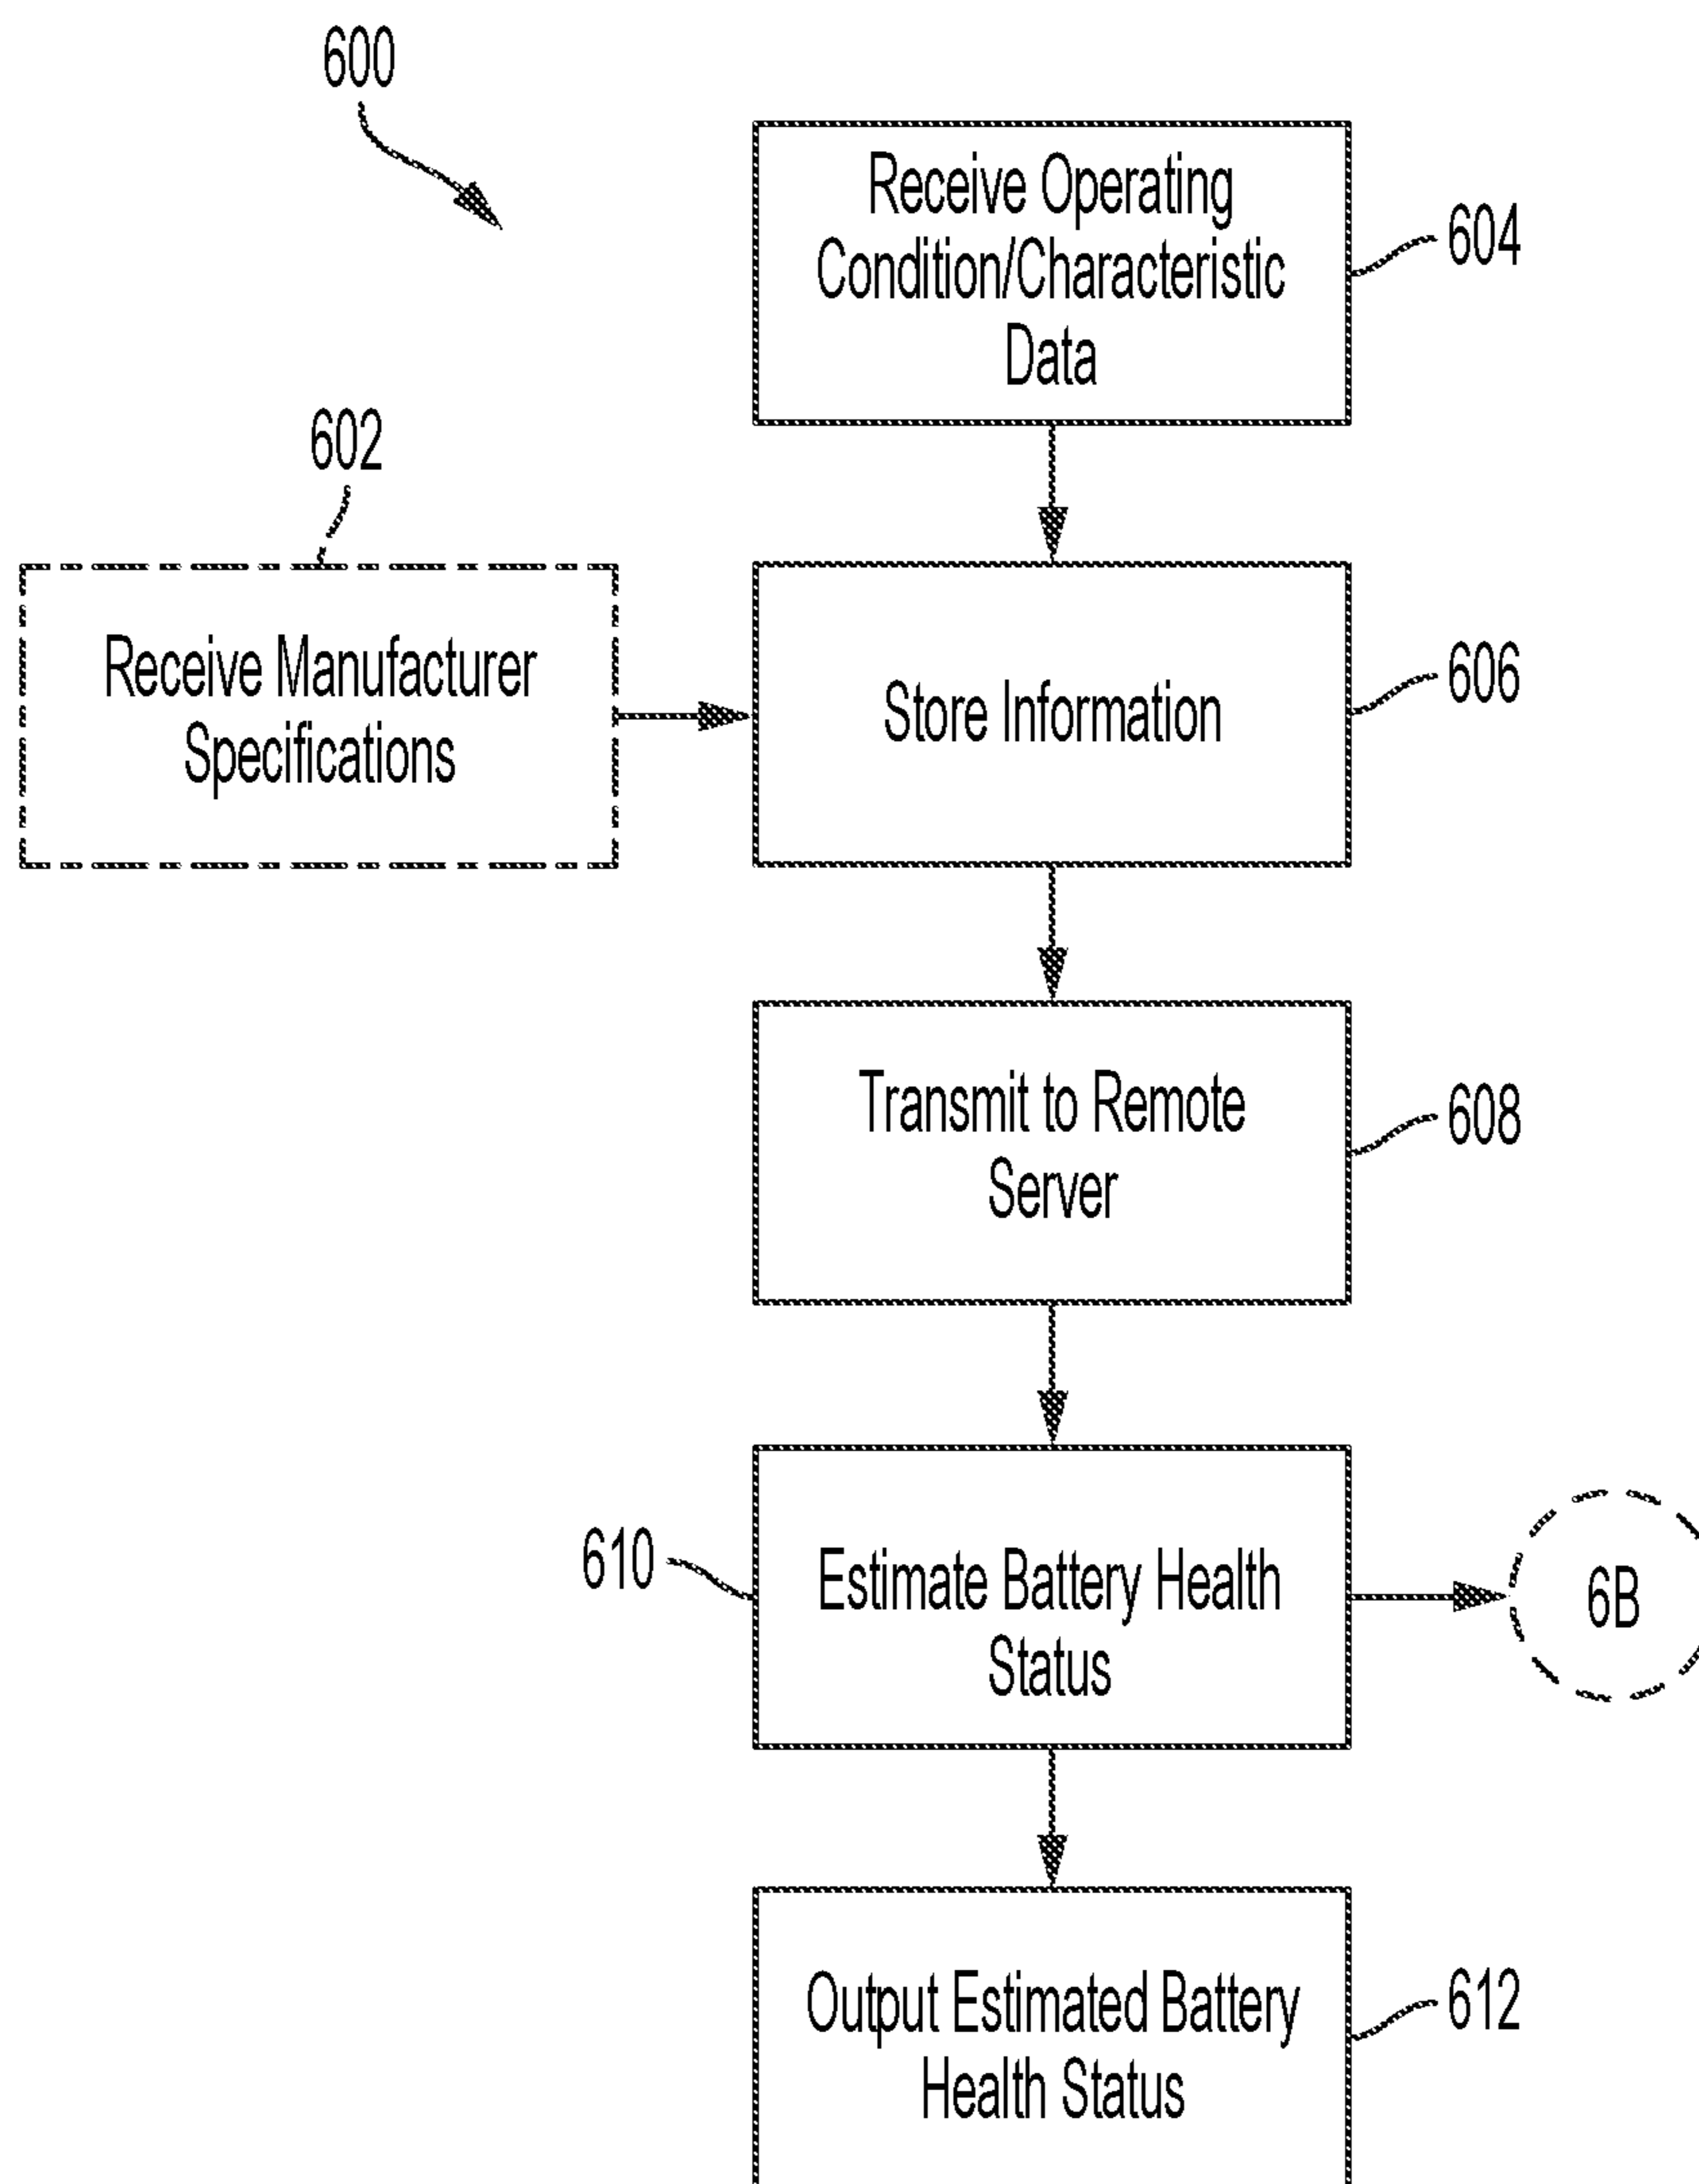 600
Receive Operating
Condition/Characteristic
Data
604
602
Receive Manufacturer
Specifications
Store Information
606
Transmit to Remote
Server
608
610
Estimate Battery Health
Status
6B
Output Estimated Battery
Health Status
612